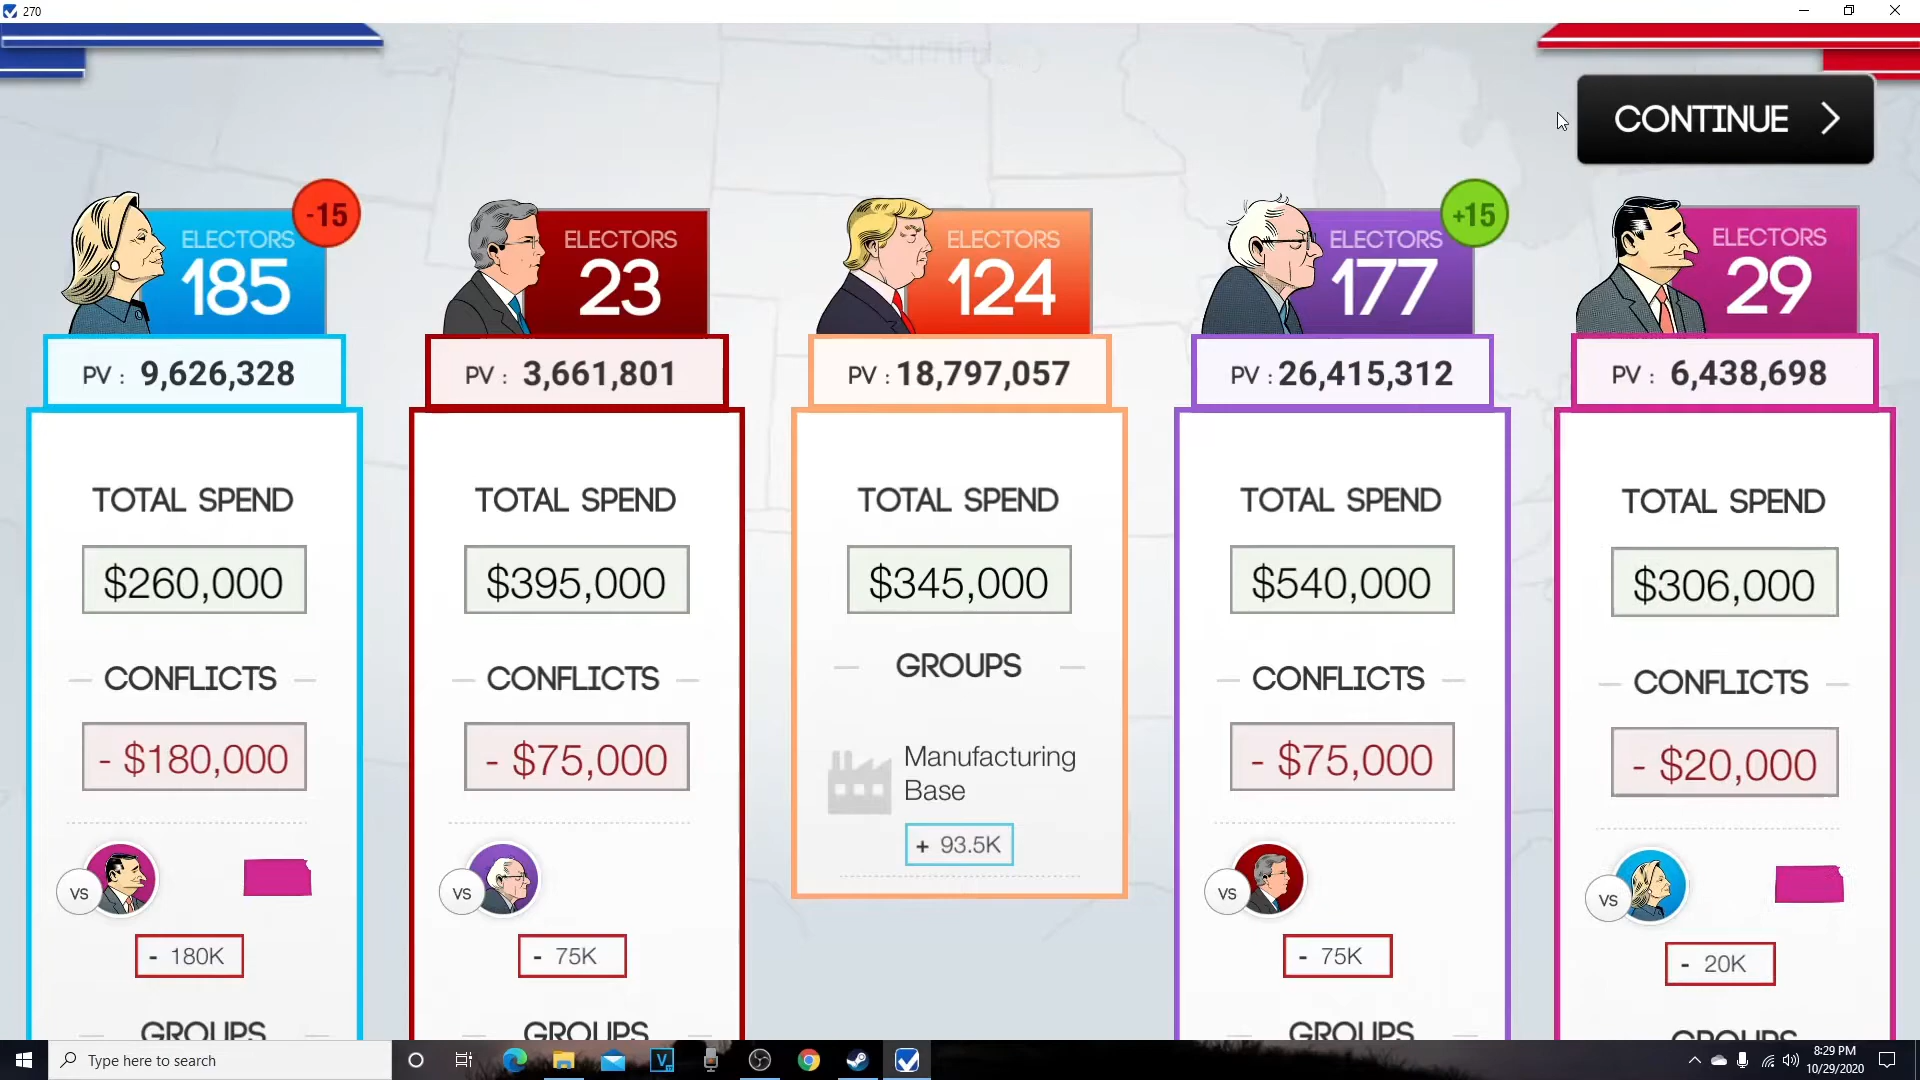 270
Summary
CONTINUE
-15
ELECTORS
185
PV : 9,626,328
TOTAL SPEND
$260,000
CONFLICTS
- $180,000
VS
- 180K
GROUPS
ELECTORS
23
PV : 3,661,801
TOTAL SPEND
$395,000
CONFLICTS
- $75,000
VS
- 75K
GROUPS
ELECTORS
124
PV : 18,797,057
TOTAL SPEND
$345,000
GROUPS
Manufacturing
Base
+ 93.5K
+15
ELECTORS
177
PV : 26,415,312
TOTAL SPEND
$540,000
CONFLICTS
- $75,000
VS
- 75K
GROUPS
ELECTORS
29
PV : 6,438,698
TOTAL SPEND
$306,000
CONFLICTS
- $20,000
VS
- 20K
GROUPS
Type here to search
8:29 PM
10/29/2020